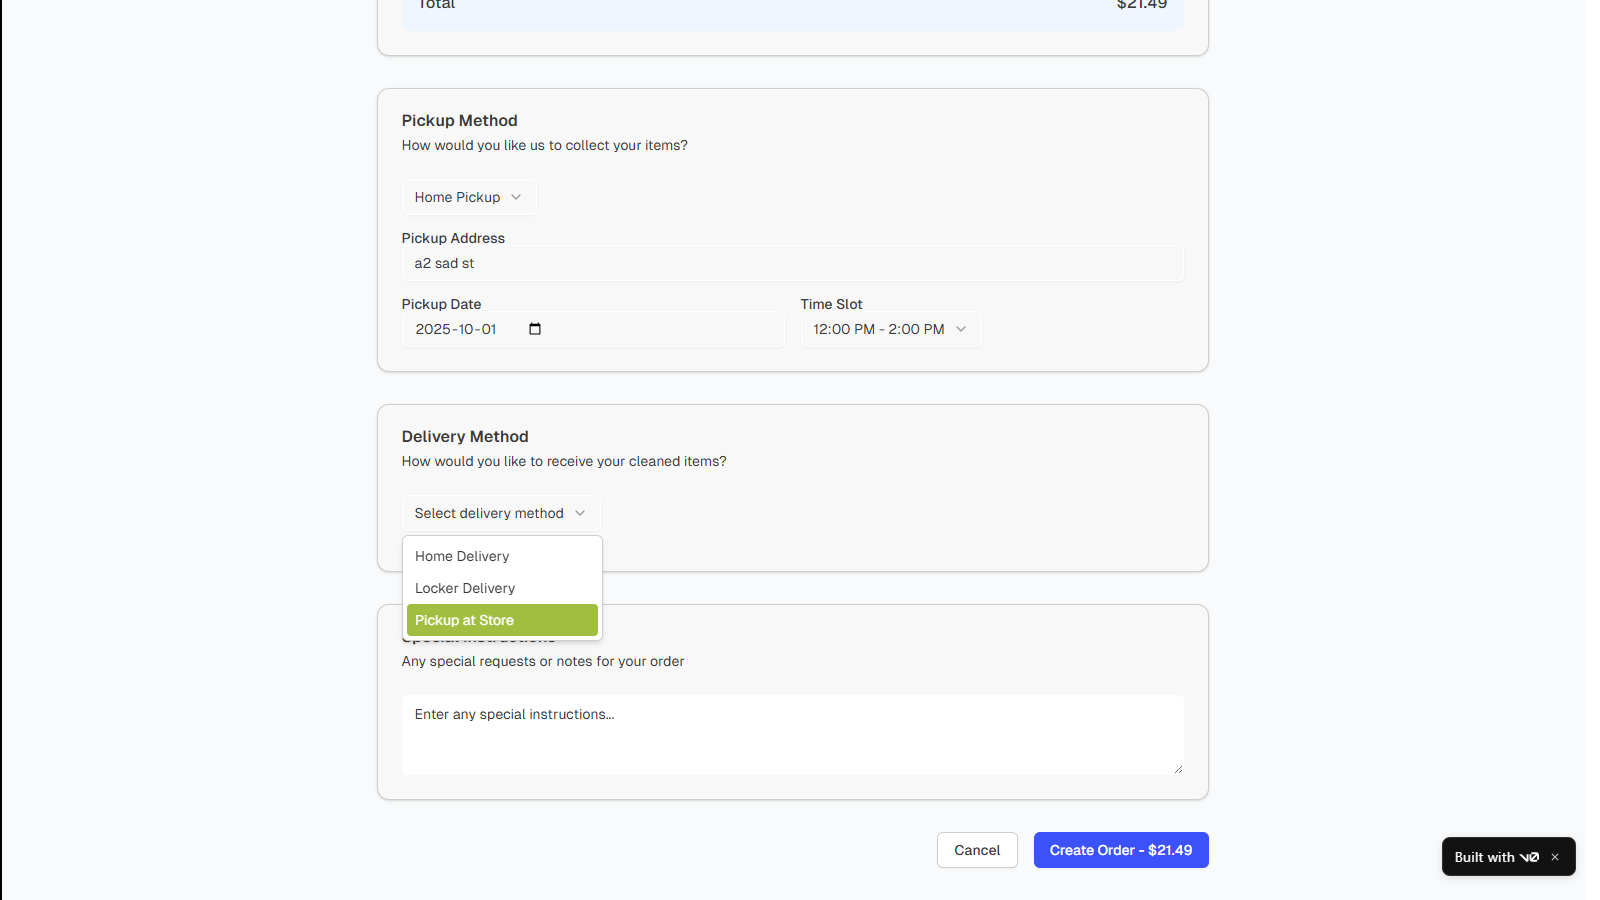 Total $21.49
Pickup Method
How would you like us to collect your items?
Home Pickup
Pickup Address
a2 sad st
Pickup Date Time Slot
2025-10-01 12:00 PM - 2:00 PM
Delivery Method
How would you like to receive your cleaned items?
Select delivery method
Home Delivery
Locker Delivery
Pickup at Store
Special Instructions
Any special requests or notes for your order
Enter any special instructions...
Cancel Create Order - $21.49
Built with v0 ×